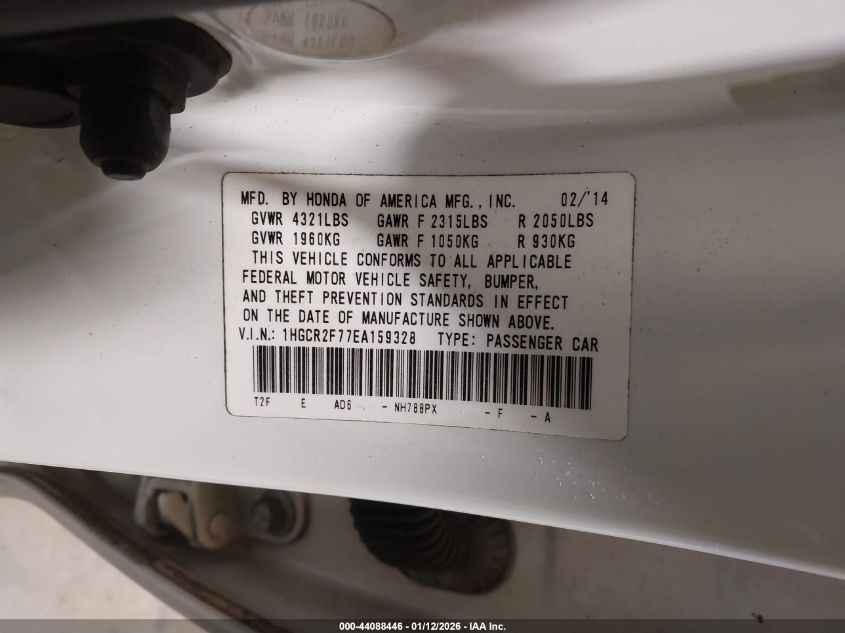 1960KG
4321LBS
MFD. BY HONDA OF AMERICA MFG., INC. 02/'14
GVWR 4321LBS GAWR F 2315LBS R 2050LBS
GVWR 1960KG GAWR F 1050KG R 930KG
THIS VEHICLE CONFORMS TO ALL APPLICABLE
FEDERAL MOTOR VEHICLE SAFETY, BUMPER,
AND THEFT PREVENTION STANDARDS IN EFFECT
ON THE DATE OF MANUFACTURE SHOWN ABOVE.
V.I.N.: 1HGCR2F77EA159328 TYPE: PASSENGER CAR
T2F E AD6 - NH788PX - F - A
000-44088446 - 01/12/2026 - IAA Inc.